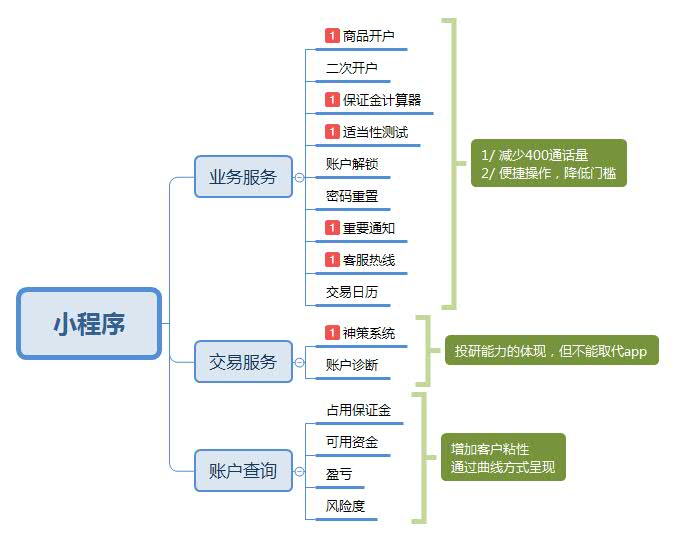 小程序
业务服务
1 商品开户
二次开户
1 保证金计算器
1 适当性测试
账户解锁
密码重置
1 重要通知
1 客服热线
交易日历
1/ 减少400通话量
2/ 便捷操作，降低门槛
交易服务
1 神策系统
账户诊断
投研能力的体现，但不能取代app
账户查询
占用保证金
可用资金
盈亏
风险度
增加客户粘性
通过曲线方式呈现